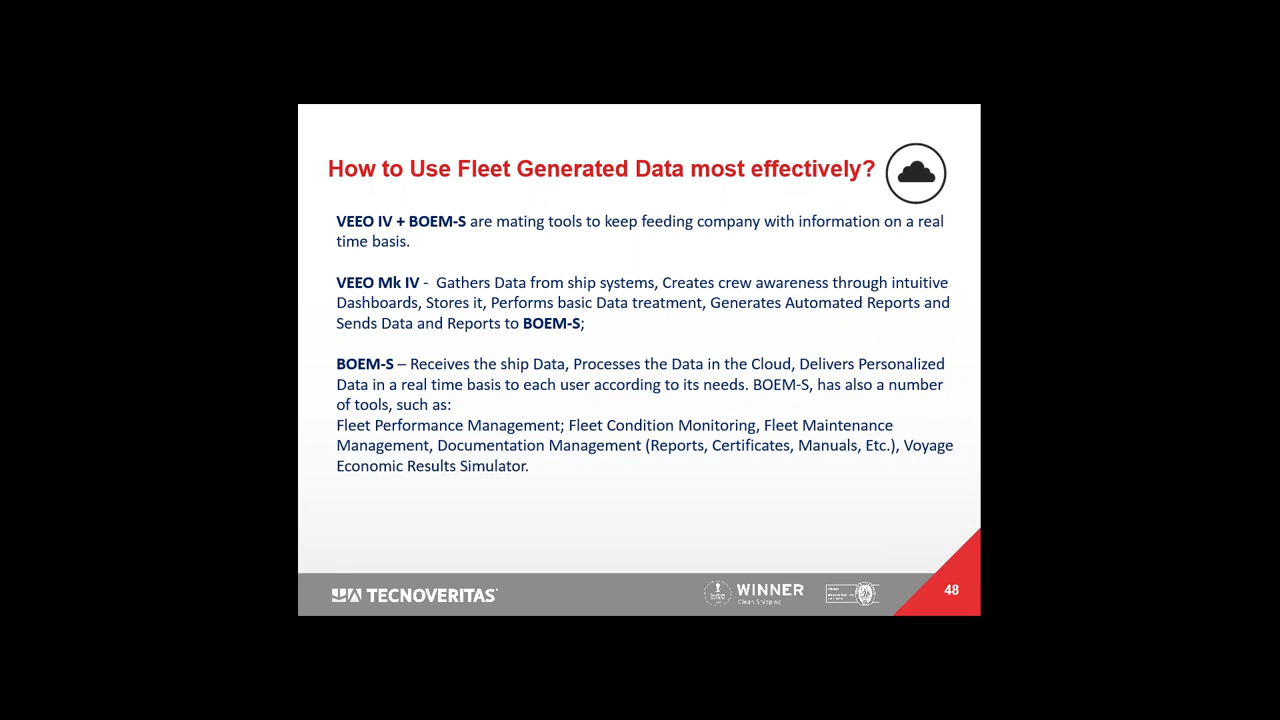 How to Use Fleet Generated Data most effectively?
VEEO IV + BOEM-S are mating tools to keep feeding company with information on a real
time basis.
VEEO Mk IV -  Gathers Data from ship systems, Creates crew awareness through intuitive
Dashboards, Stores it, Performs basic Data treatment, Generates Automated Reports and
Sends Data and Reports to BOEM-S;
BOEM-S – Receives the ship Data, Processes the Data in the Cloud, Delivers Personalized
Data in a real time basis to each user according to its needs. BOEM-S, has also a number
of tools, such as:
Fleet Performance Management; Fleet Condition Monitoring, Fleet Maintenance
Management, Documentation Management (Reports, Certificates, Manuals, Etc.), Voyage
Economic Results Simulator.
TECNOVERITAS
WINNER
Clean Shipping
48